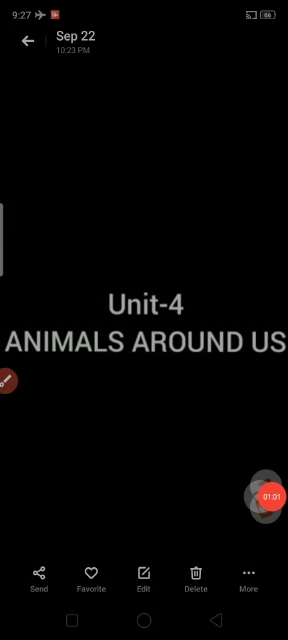 9:27
66
Sep 22
10:23 PM
Unit-4
ANIMALS AROUND US
01:01
Send Favorite Edit Delete More